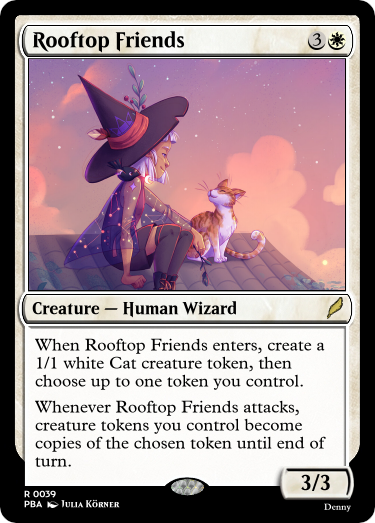 Rooftop Friends 3
Creature — Human Wizard
When Rooftop Friends enters, create a
1/1 white Cat creature token, then
choose up to one token you control.
Whenever Rooftop Friends attacks,
creature tokens you control become
copies of the chosen token until end of
turn.
3/3
R 0039
PBA Julia Körner
Denny